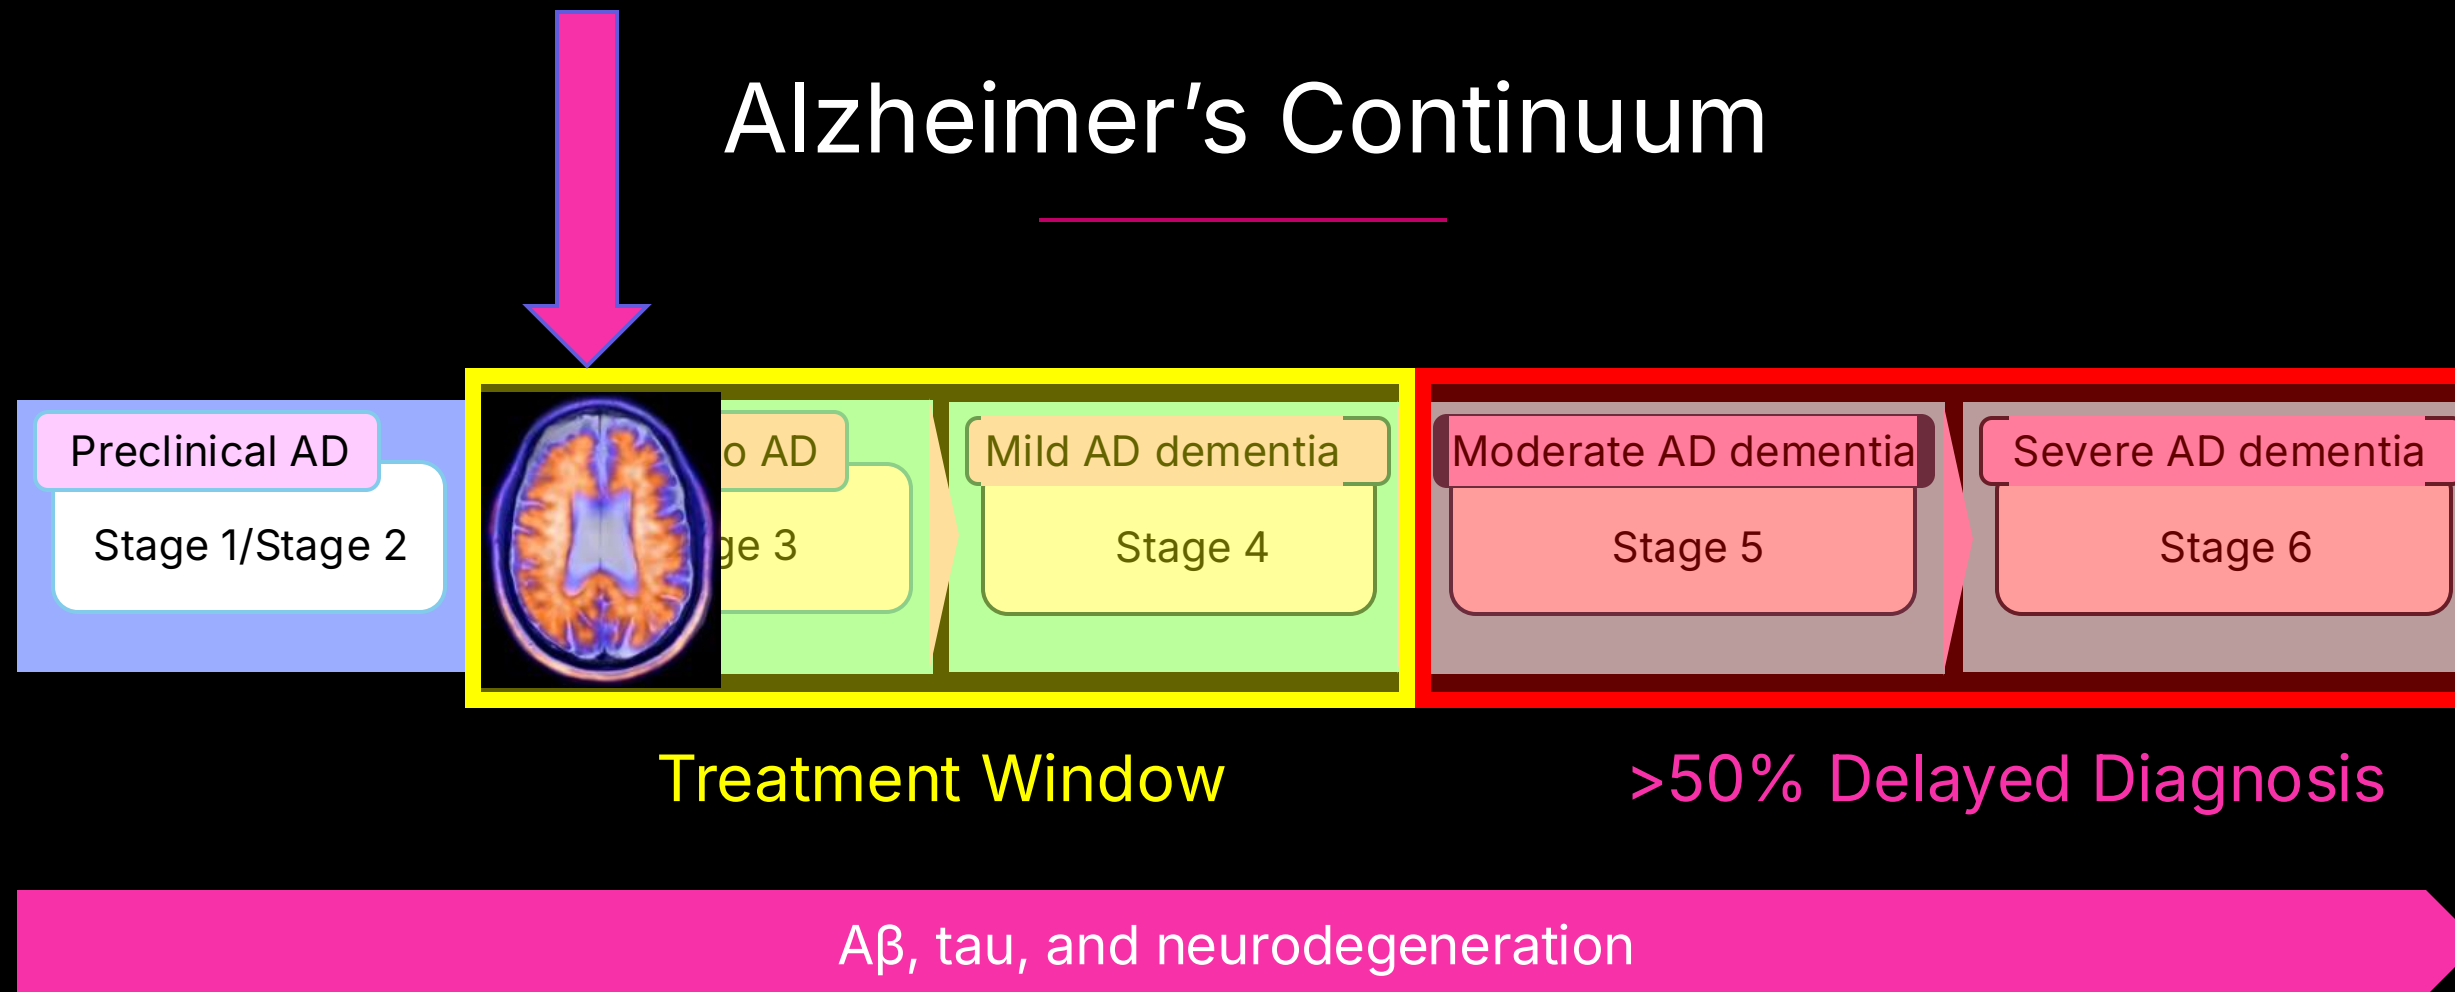 Alzheimer’s Continuum
Preclinical AD
o AD
Mild AD dementia
Moderate AD dementia
Severe AD dementia
Stage 1/Stage 2
ge 3
Stage 4
Stage 5
Stage 6
Treatment Window
>50% Delayed Diagnosis
Aβ, tau, and neurodegeneration